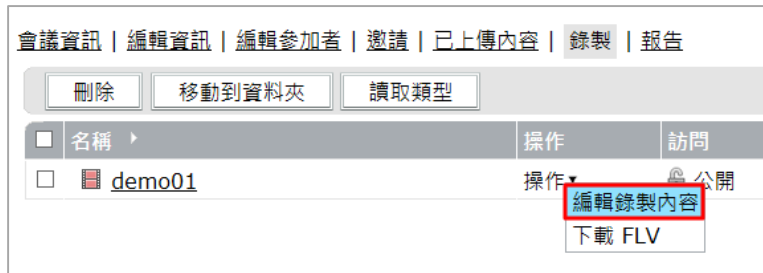 會議資訊 | 編輯資訊 | 編輯參加者 | 邀請 | 已上傳內容 | 錄製 | 報告
刪除 移動到資料夾 讀取類型
名稱 操作 訪問
demo01 操作 公開
編輯錄製內容
下載 FLV